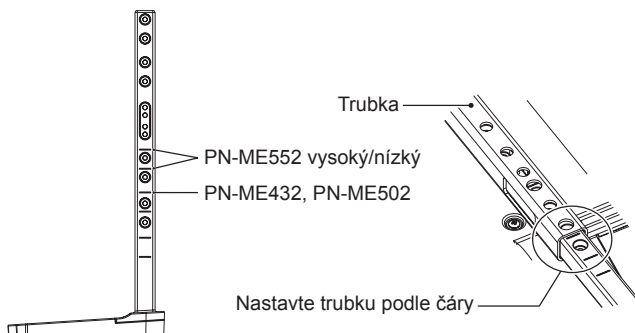 Trubka
PN-ME552 vysoký/nízký
PN-ME432, PN-ME502
Nastavte trubku podle čáry